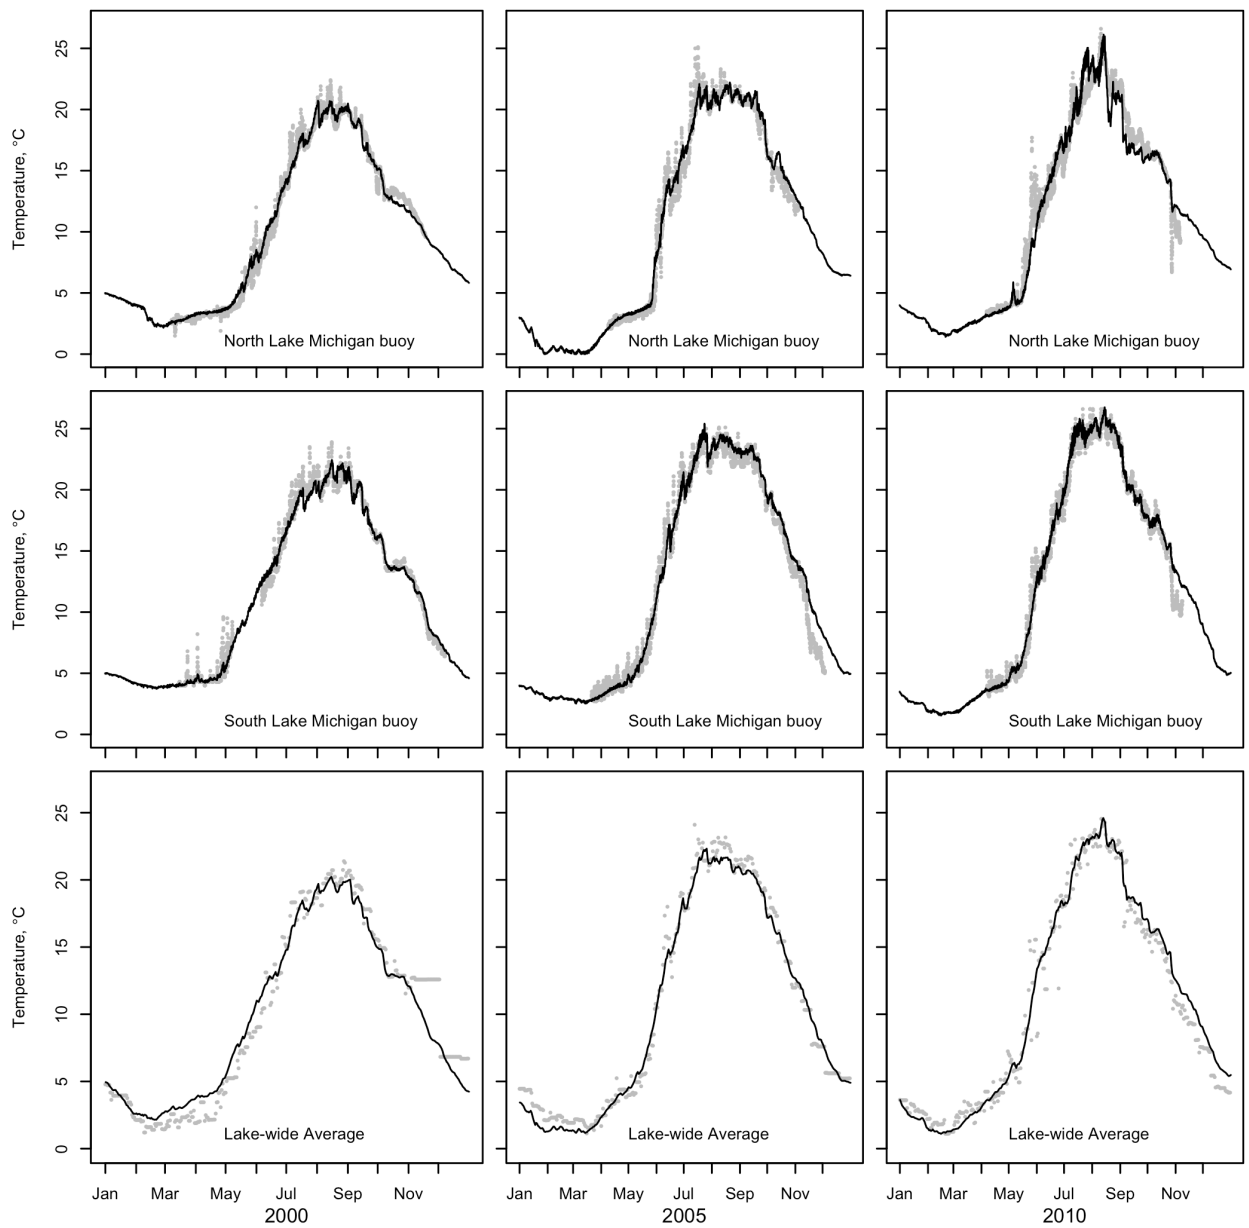 Temperature, °C
0 5 10 15 20 25
North Lake Michigan buoy
North Lake Michigan buoy
North Lake Michigan buoy
Temperature, °C
0 5 10 15 20 25
South Lake Michigan buoy
South Lake Michigan buoy
South Lake Michigan buoy
Temperature, °C
0 5 10 15 20 25
Lake-wide Average
Lake-wide Average
Lake-wide Average
Jan Mar May Jul Sep Nov
Jan Mar May Jul Sep Nov
Jan Mar May Jul Sep Nov
2000
2005
2010